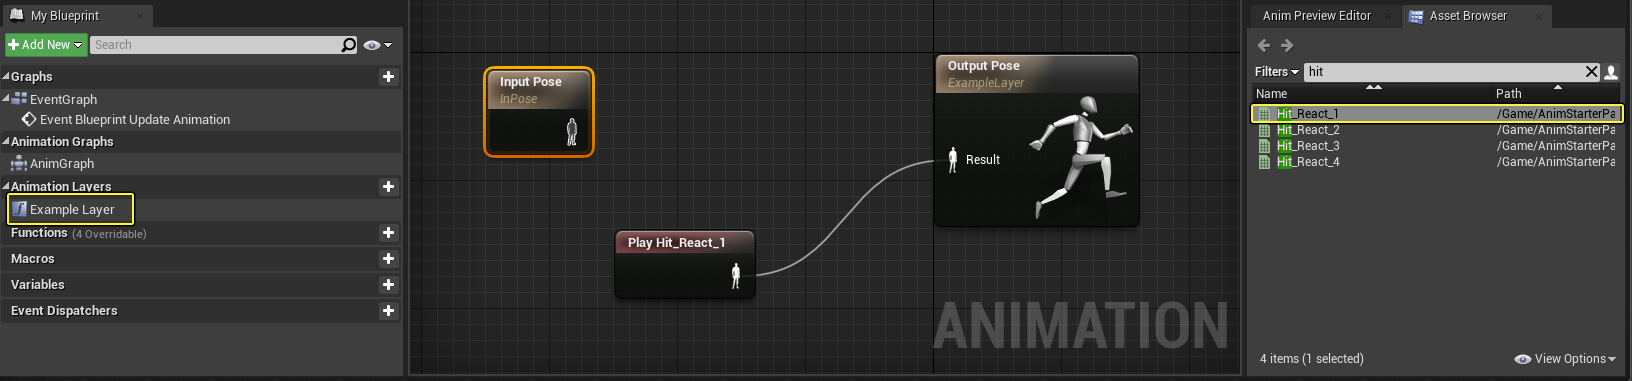 My Blueprint
Add New
Search
Graphs
EventGraph
Event Blueprint Update Animation
Animation Graphs
AnimGraph
Animation Layers
Example Layer
Functions (4 Overridable)
Macros
Variables
Event Dispatchers
Input Pose
InPose
Play Hit_React_1
Output Pose
ExampleLayer
Result
ANIMATION
Anim Preview Editor
Asset Browser
Filters
hit
Name Path
Hit_React_1 /Game/AnimStarterPa
Hit_React_2 /Game/AnimStarterPa
Hit_React_3 /Game/AnimStarterPa
Hit_React_4 /Game/AnimStarterPa
4 items (1 selected)
View Options